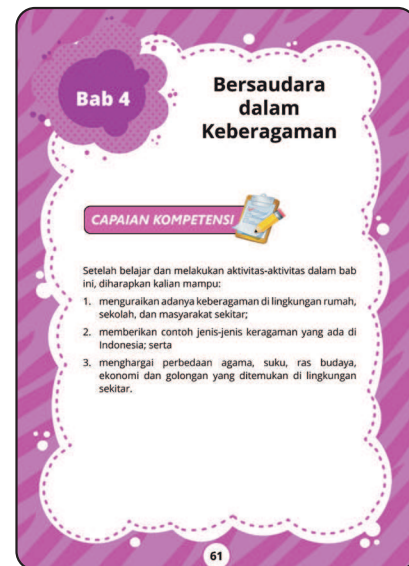 Bab 4
Bersaudara
dalam
Keberagaman
CAPAIAN KOMPETENSI
Setelah belajar dan melakukan aktivitas-aktivitas dalam bab
ini, diharapkan kalian mampu:
1. menguraikan adanya keberagaman di lingkungan rumah,
sekolah, dan masyarakat sekitar;
2. memberikan contoh jenis-jenis keragaman yang ada di
Indonesia; serta
3. menghargai perbedaan agama, suku, ras budaya,
ekonomi dan golongan yang ditemukan di lingkungan
sekitar.
61